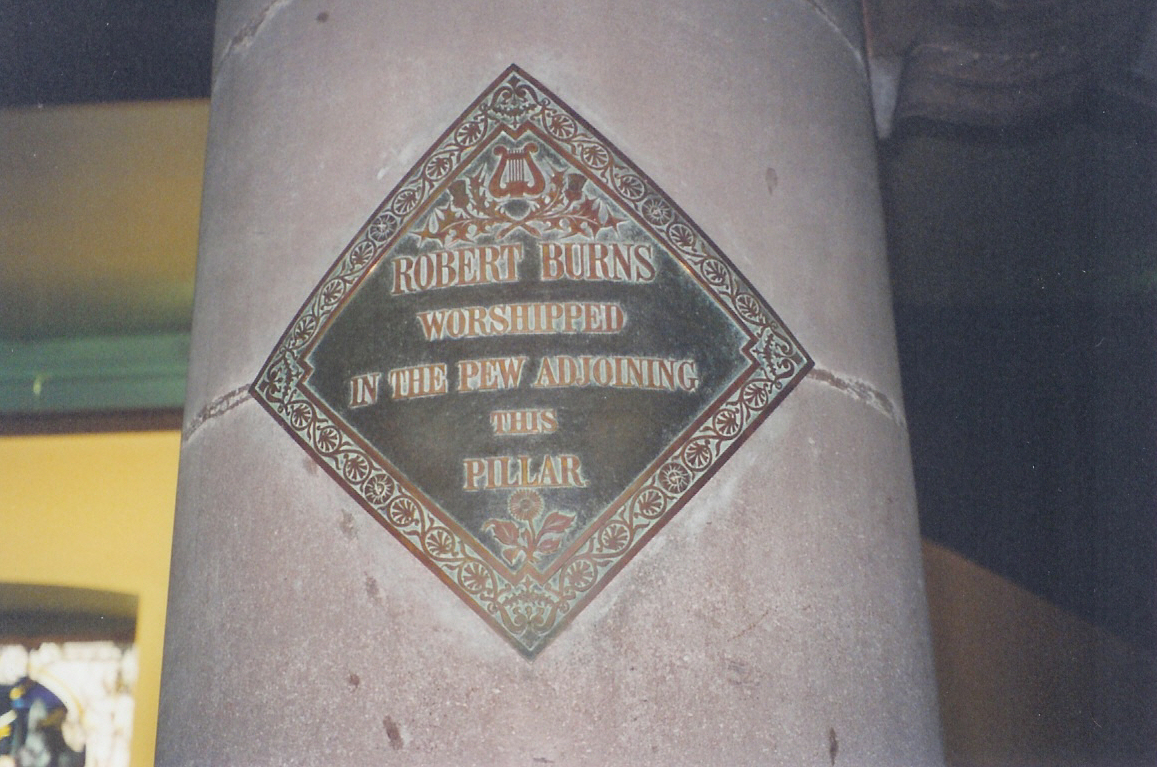 ROBERT BURNS
WORSHIPPED
IN THE PEW ADJOINING
THIS
PILLAR